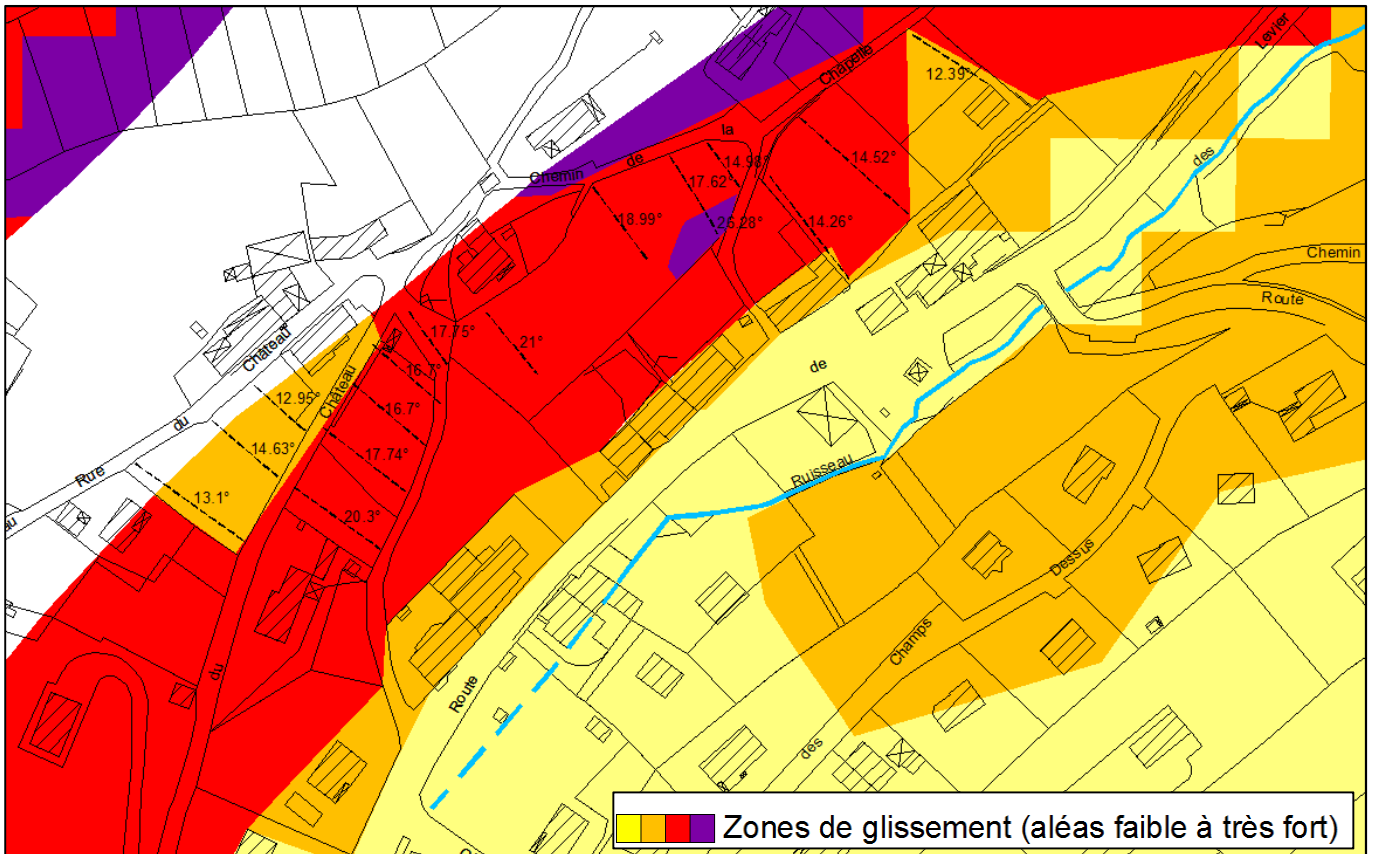 Levier
12.39°
Chapelle
la
de
Chemin
14.98°
14.52°
17.62°
18.99°
26.28°
14.26°
des
Chemin
Route
17.75°
21°
16.7°
16.7°
Château
Château
12.95°
de
du
14.63°
17.74°
Rue
13.1°
20.3°
Ruisseau
Dessus
Champs
du
Route
des
Zones de glissement (aléas faible à très fort)